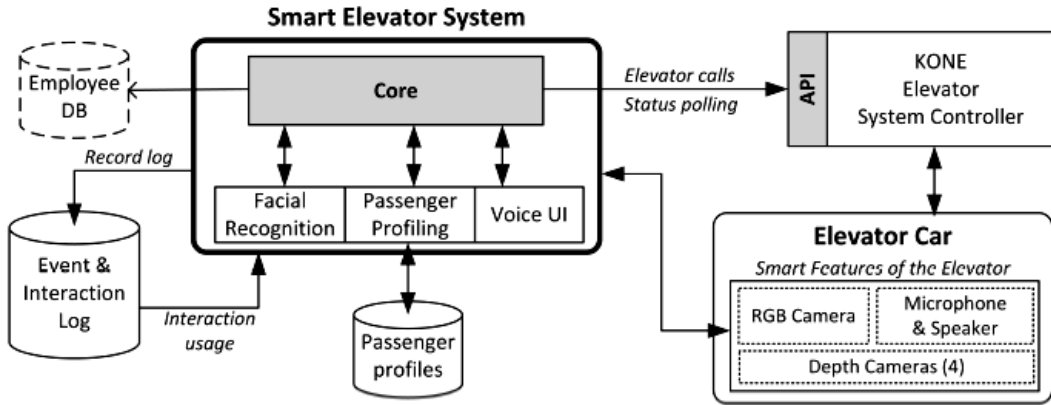 Smart Elevator System
Employee
DB
Core
Elevator calls
Status polling
API
KONE
Elevator
System Controller
Record log
Facial
Recognition
Passenger
Profiling
Voice UI
Event &
Interaction
Log
Interaction
usage
Passenger
profiles
Elevator Car
Smart Features of the Elevator
RGB Camera
Microphone
& Speaker
Depth Cameras (4)